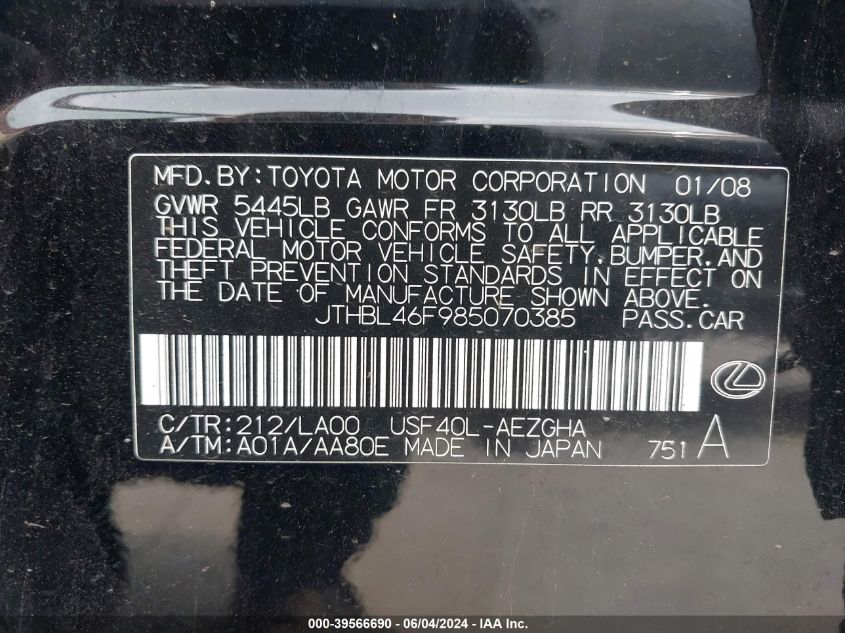 MFD.BY:TOYOTA MOTOR CORPORATION 01/08
GVWR 5445LB GAWR FR 3130LB RR 3130LB
THIS VEHICLE CONFORMS TO ALL APPLICABLE
FEDERAL MOTOR VEHICLE SAFETY,BUMPER,AND
THEFT PREVENTION STANDARDS IN EFFECT ON
THE DATE OF MANUFACTURE SHOWN ABOVE.
JTHBL46F985070385 PASS.CAR
C/TR:212/LA00 USF40L-AEZGHA
A/TM:A01A/AA80E MADE IN JAPAN 751 A
000-39566690 - 06/04/2024 - IAA Inc.